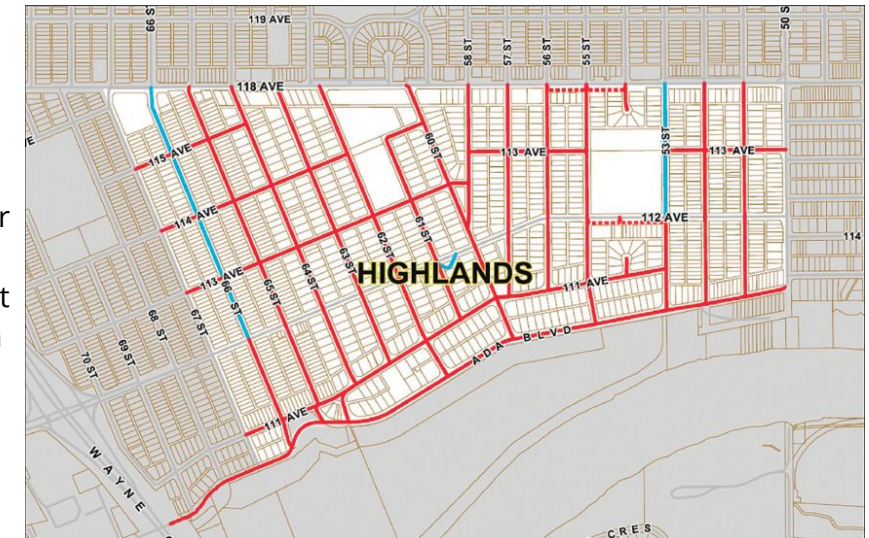 66 ST
119 AVE
50 S
58 ST
57 ST
56 ST
55 ST
118 AVE
VE
115 AVE
60 ST
113 AVE
53 ST
113 AVE
r
114 AVE
112 AVE
114
61 ST
62 ST
63 ST
HIGHLANDS
113 AVE
64 ST
65 ST
66 ST
111 AVE
t
67 ST
68 ST
69 ST
70 ST
ADA BLVD
111 AVE
WAYNE
CRES